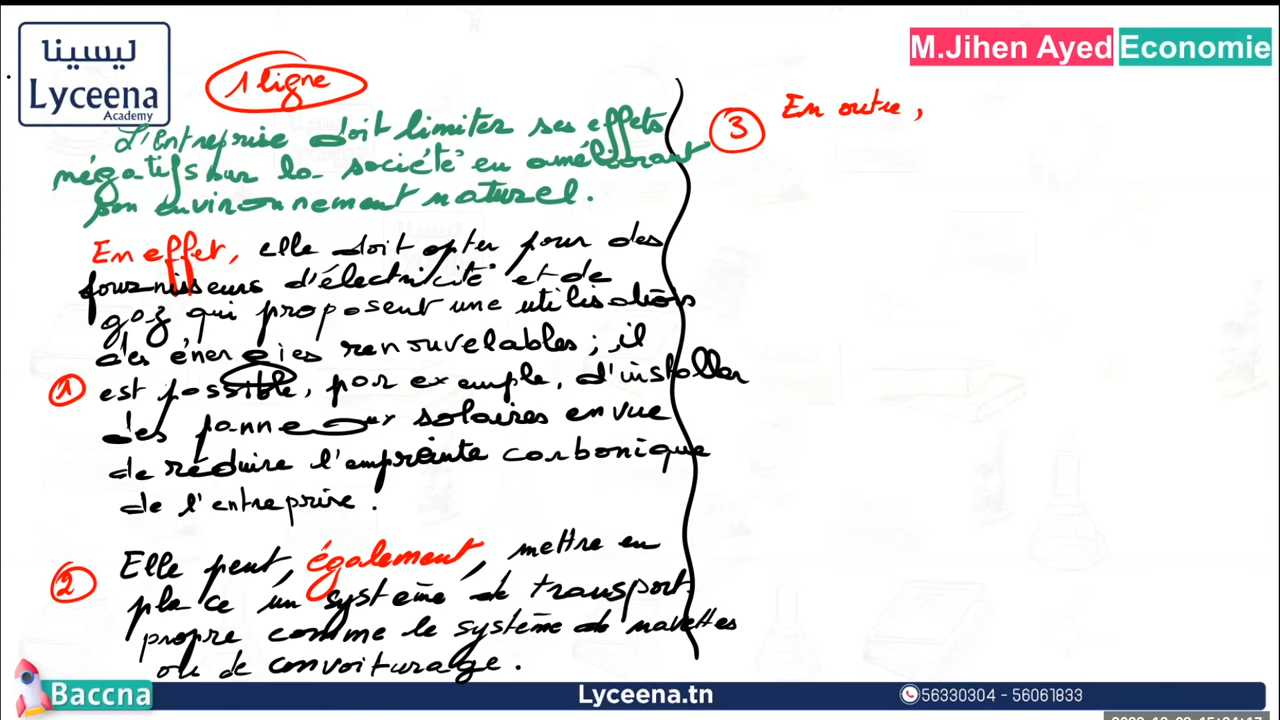 ليسينا
Lyceena
Academy
M.Jihen Ayed Economie
1 ligne
L'Entreprise doit limiter ses effets
négatifs sur la société en améliorant
son environnement naturel.
En effet, elle doit opter pour des
fournisseurs d'électricité et de
gaz qui proposent une utilisation
des énergies renouvelables ; il
① est possible, par exemple, d'installer
des panneaux solaires en vue
de réduire l'empreinte carbonique
de l'entreprise.
Elle peut, également, mettre en
② place un système de transport
propre comme le système de navettes
ou de convoiturage.
③ En outre,
Baccna
Lyceena.tn
56330304 - 56061833